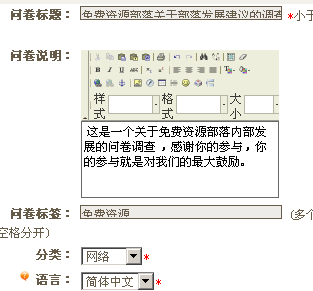 问卷标题： 免费资源部落关于部落发展建议的调查 *小于
问卷说明：
B I U ABC
样式 格式 大小
这是一个关于免费资源部落内部发
展的问卷调查 ，感谢你的参与，你
的参与就是对我们的最大鼓励。
问卷标签： 免费资源 (多个
空格分开)
分类： 网络 *
语言： 简体中文 *